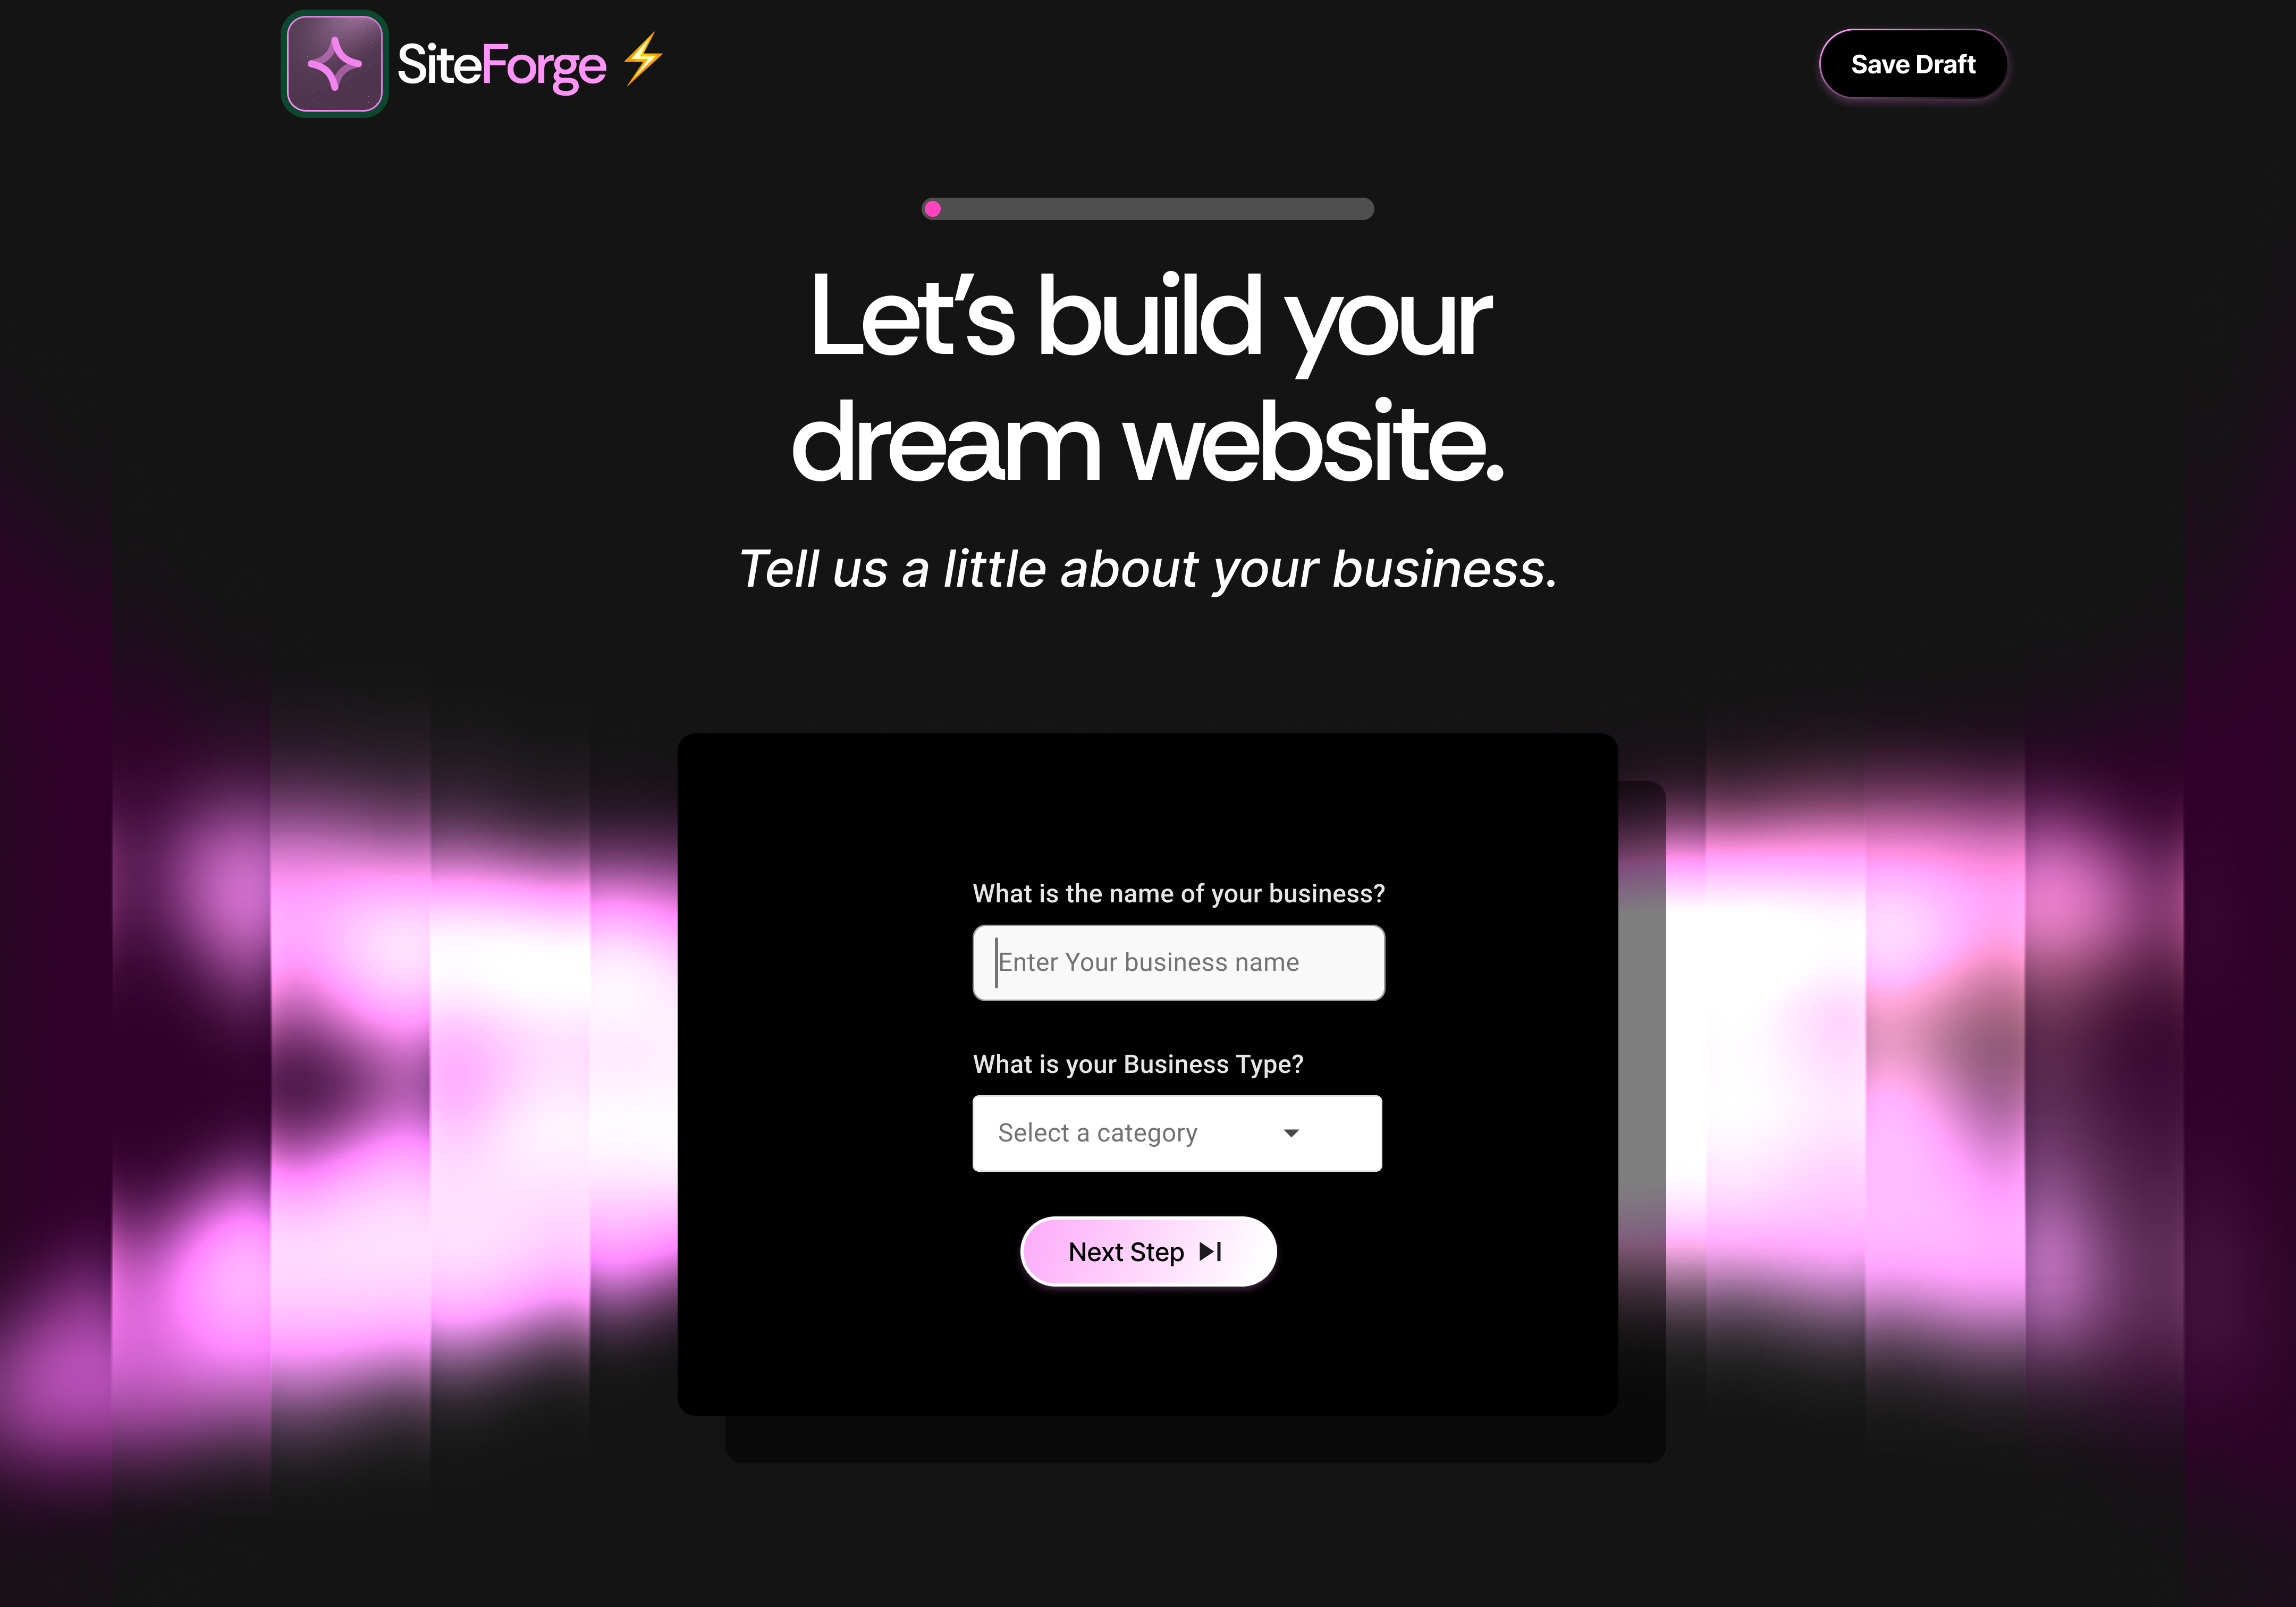 SiteForge ⚡
Save Draft
Let’s build your
dream website.
Tell us a little about your business.
What is the name of your business?
Enter Your business name
What is your Business Type?
Select a category
Next Step